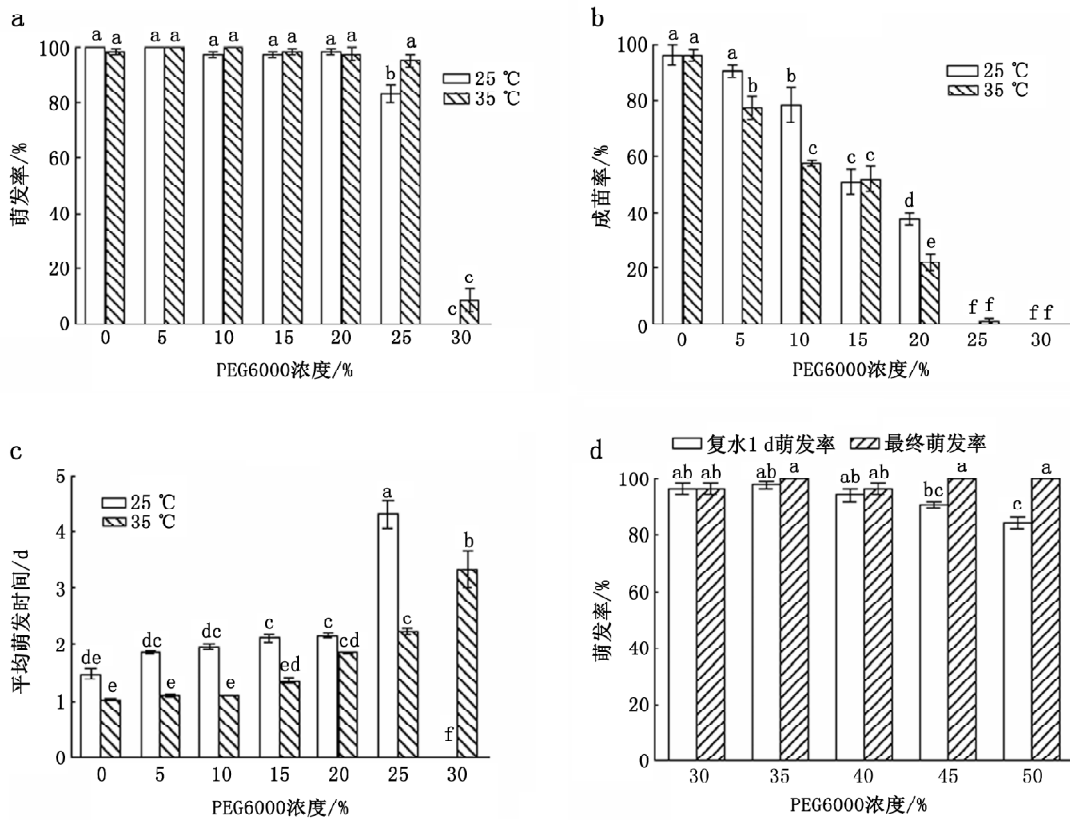 a
a a a a a a a a a a
b a
c c
100
80
60
40
20
0
萌发率/%
25 ℃
35 ℃
0 5 10 15 20 25 30
PEG6000浓度/%
b
a a
a b
b c
c c
d e
f f
f f
100
80
60
40
20
0
成苗率/%
25 ℃
35 ℃
0 5 10 15 20 25 30
PEG6000浓度/%
c
5
4
3
2
1
0
平均萌发时间/d
25 ℃
35 ℃
de e
dc e
dc e
c ed
c cd
a c
f b
0 5 10 15 20 25 30
PEG6000浓度/%
d
复水1 d萌发率 最终萌发率
ab ab
ab a
ab ab
bc a
c a
100
80
60
40
20
0
萌发率/%
30 35 40 45 50
PEG6000浓度/%